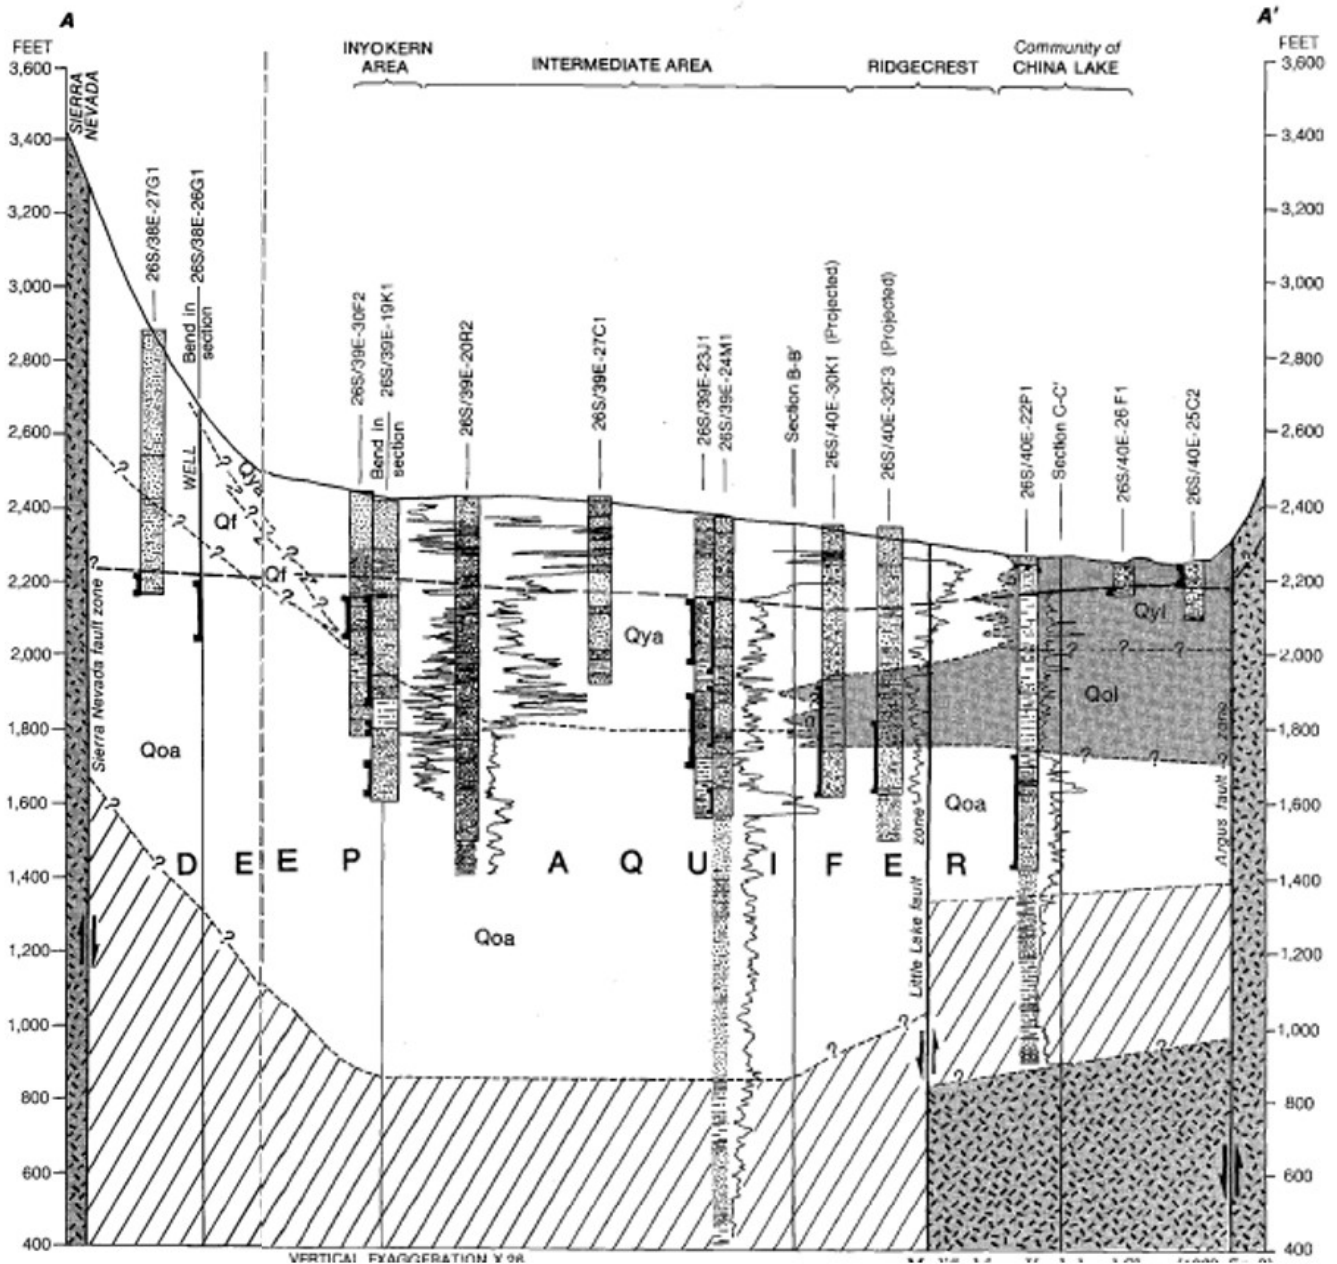 A
A'
FEET
INYOKERN
AREA
INTERMEDIATE AREA
RIDGECREST
Community of
CHINA LAKE
FEET
3,600
3,400
3,200
3,000
2,800
2,600
2,400
2,200
2,000
1,800
1,600
1,400
1,200
1,000
800
600
400
3,600
3,400
3,200
3,000
2,800
2,600
2,400
2,200
2,000
1,800
1,600
1,400
1,200
1,000
800
600
400
SIERRA
NEVADA
26S/38E-27G1
26S/38E-26G1
Bend in
section
WELL
26S/39E-30F2
26S/39E-19K1
Bend in
section
26S/39E-20R2
26S/39E-27C1
26S/39E-23J1
26S/39E-24M1
Section B-B'
26S/40E-30K1 (Projected)
26S/40E-32F3 (Projected)
26S/40E-22P1
Section C-C'
26S/40E-26F1
26S/40E-25C2
Sierra Nevada fault zone
Qya
Qf
Qf
Qya
Qyl
Qol
Qoa
Qoa
Qoa
DEEP AQUIFER
Little Lake fault zone
Argus fault zone
VERTICAL EXAGGERATION X 26